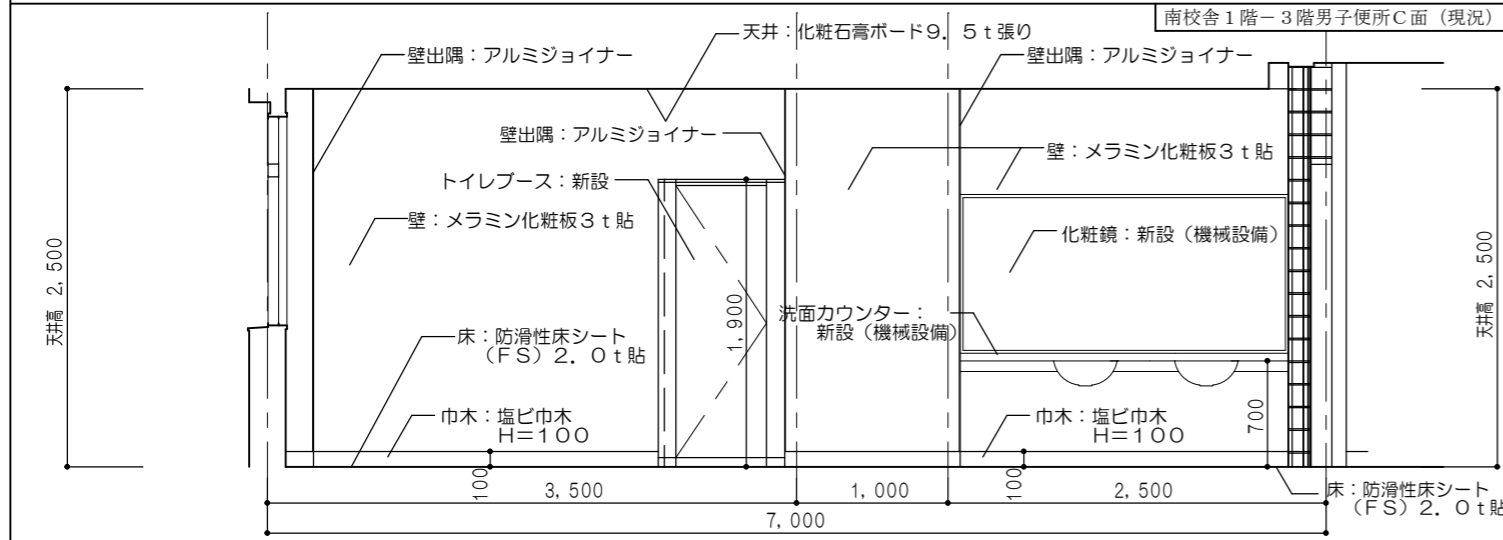 南校舎1階－3階男子便所C面（現況）
天井：化粧石膏ボード９．５ｔ張り
壁出隅：アルミジョイナー
壁出隅：アルミジョイナー
壁出隅：アルミジョイナー
壁：メラミン化粧板３ｔ貼
トイレブース：新設
壁：メラミン化粧板３ｔ貼
化粧鏡：新設（機械設備）
天井高 2,500
天井高 2,500
洗面カウンター：
新設（機械設備）
1,900
床：防滑性床シート
（ＦＳ）２．０ｔ貼
巾木：塩ビ巾木
Ｈ＝１００
巾木：塩ビ巾木
Ｈ＝１００
700
100
100
3,500
1,000
2,500
床：防滑性床シート
（ＦＳ）２．０ｔ貼
7,000